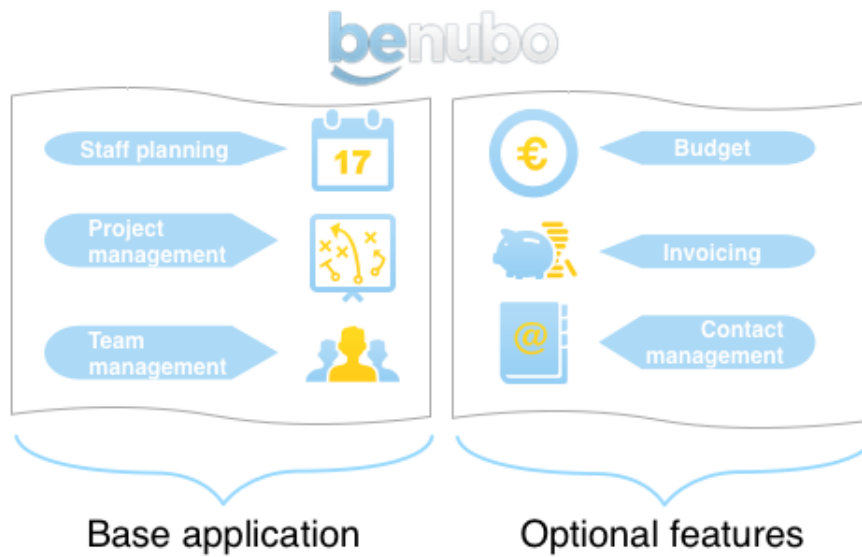 benubo
Staff planning
17
Project
management
Team
management
€
Budget
Invoicing
@
Contact
management
Base application
Optional features